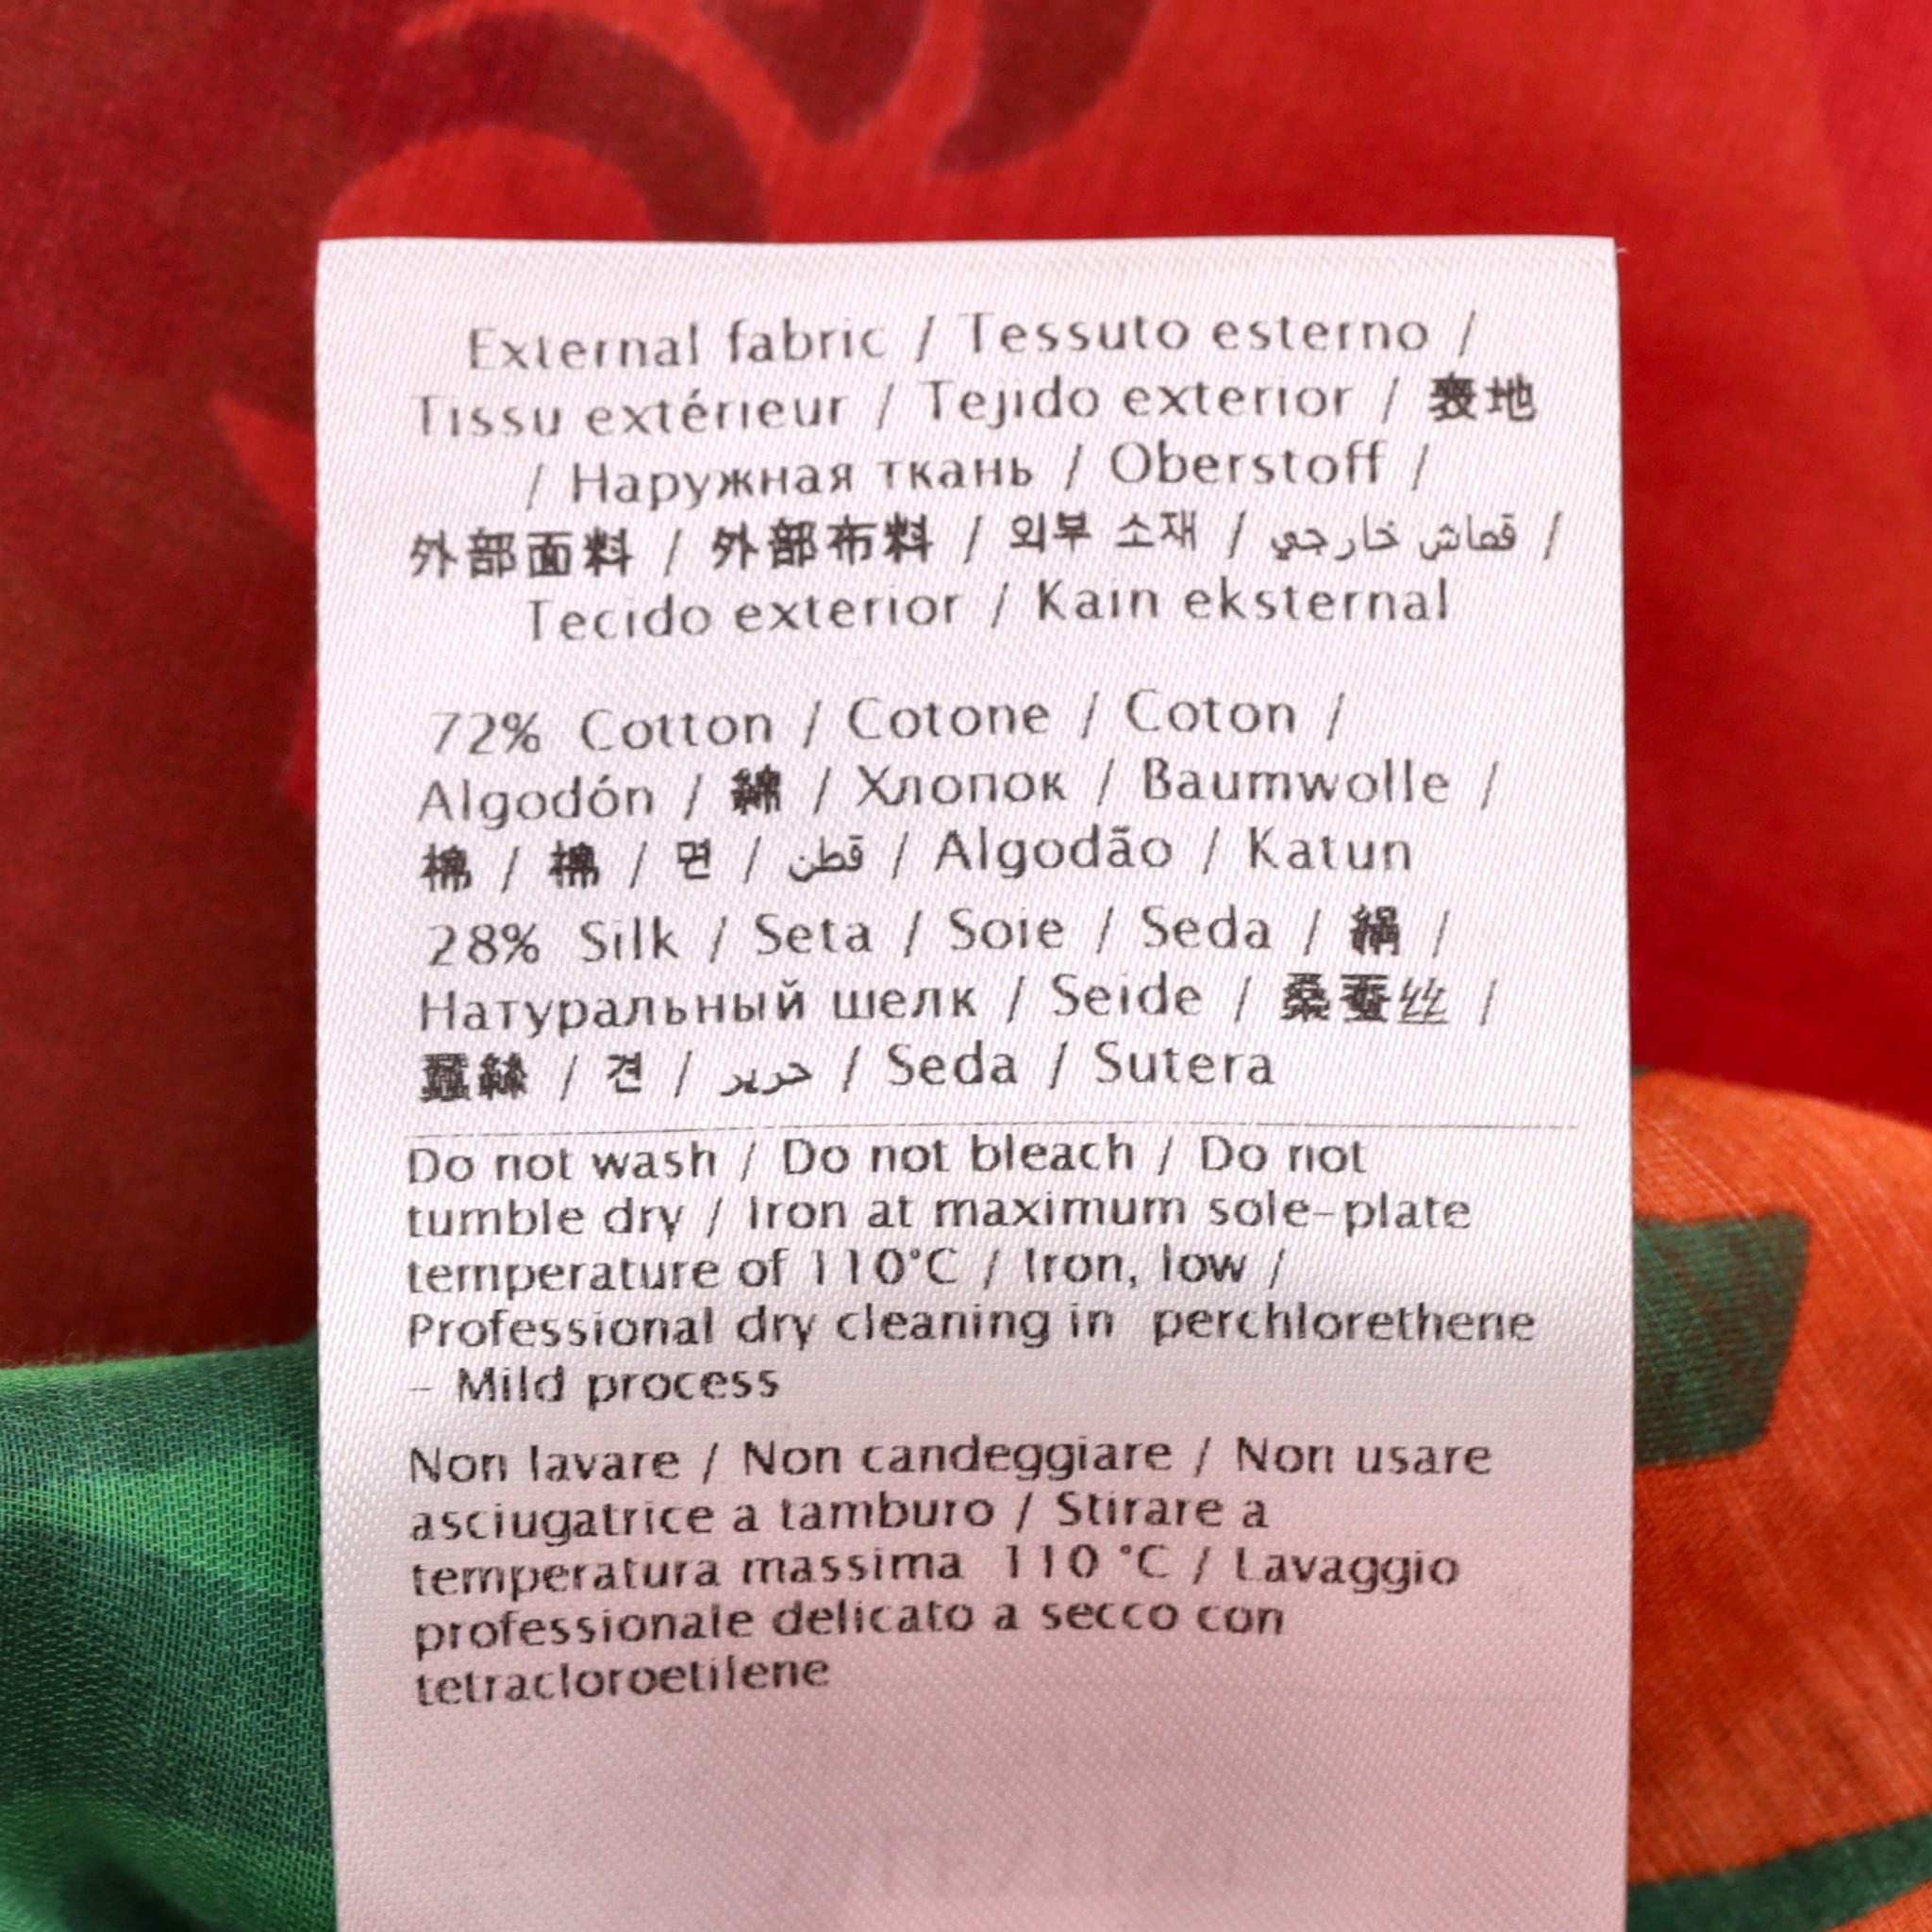 External fabric / Tessuto esterno /
Tissu extérieur / Tejido exterior / 表地
/ Наружная ткань / Oberstoff /
外部面料 / 外部布料 / 외부 소재 / قماش خارجي /
Tecido exterior / Kain eksternal
72% Cotton / Cotone / Coton /
Algodón / 綿 / Хлопок / Baumwolle /
棉 / 棉 / 면 / قطن / Algodão / Katun
28% Silk / Seta / Soie / Seda / 絹 /
Натуральный шелк / Seide / 桑蚕丝 /
蠶絲 / 견 / حرير / Seda / Sutera
Do not wash / Do not bleach / Do not
tumble dry / Iron at maximum sole-plate
temperature of 110°C / Iron, low /
Professional dry cleaning in perchlorethene
- Mild process
Non lavare / Non candeggiare / Non usare
asciugatrice a tamburo / Stirare a
temperatura massima 110 °C / Lavaggio
professionale delicato a secco con
tetracloroetilene